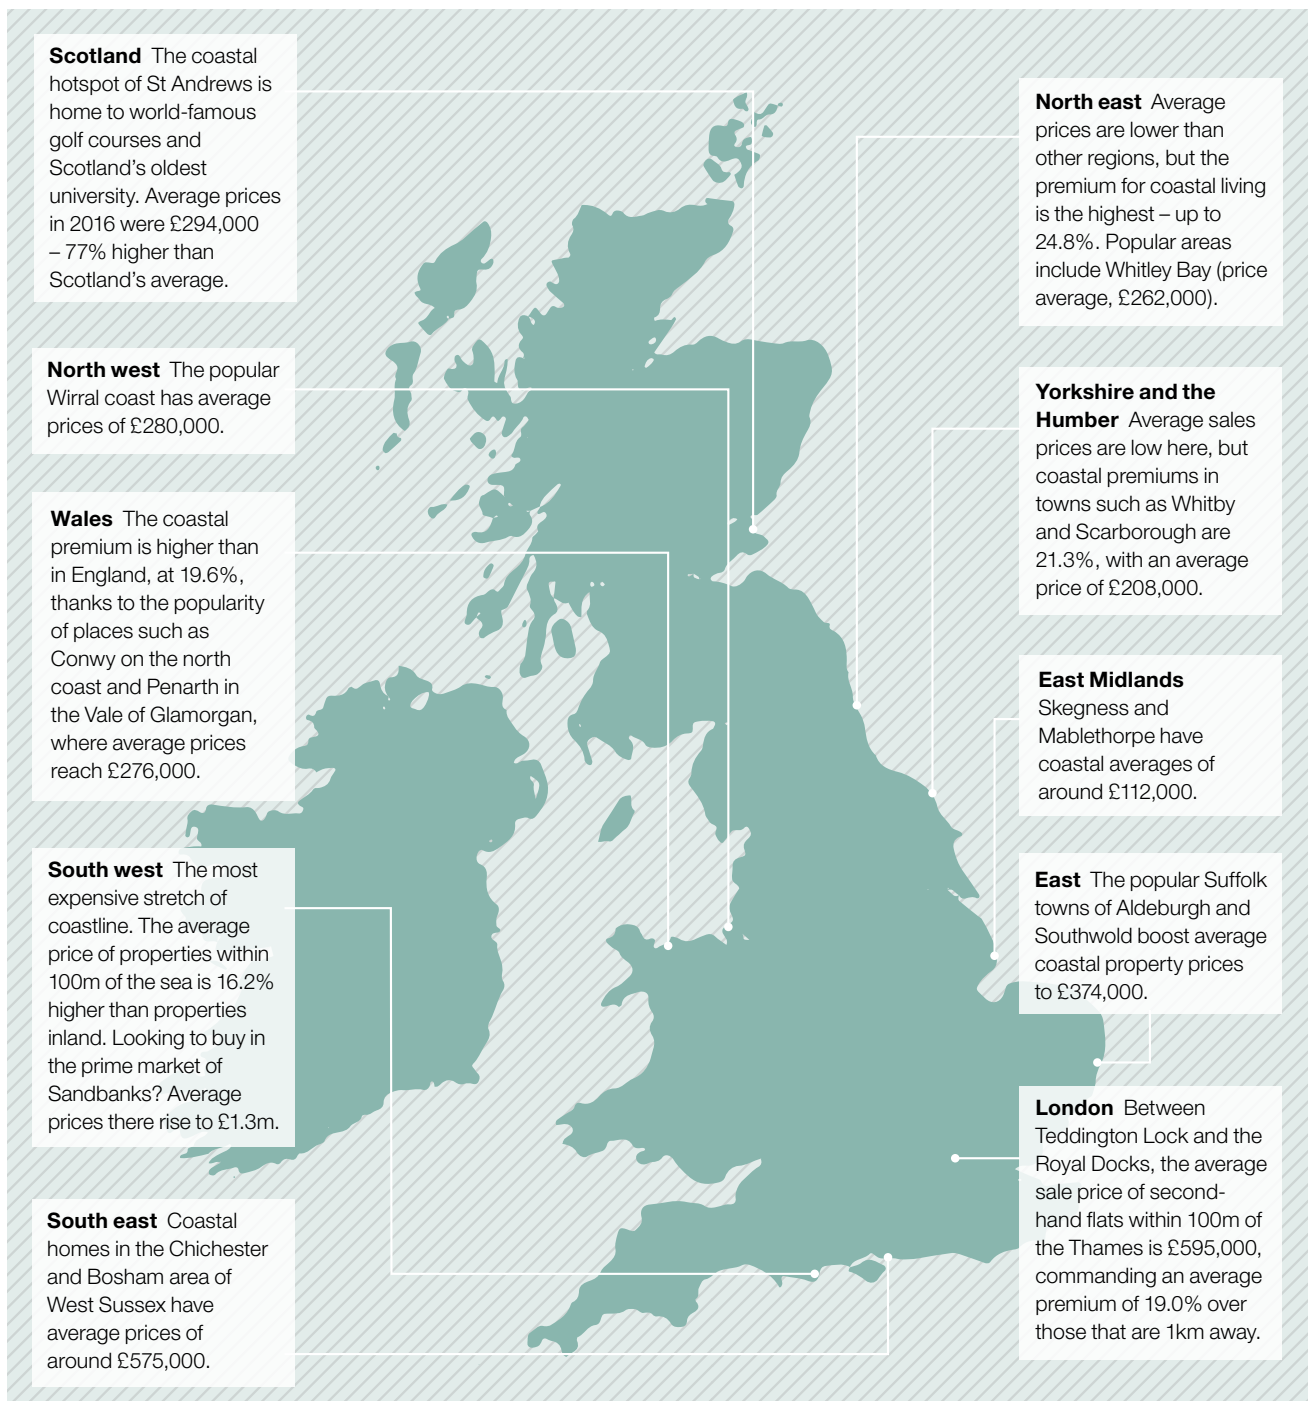 Scotland The coastal
hotspot of St Andrews is
home to world-famous
golf courses and
Scotland's oldest
university. Average prices
in 2016 were £294,000
– 77% higher than
Scotland's average.
North west The popular
Wirral coast has average
prices of £280,000.
Wales The coastal
premium is higher than
in England, at 19.6%,
thanks to the popularity
of places such as
Conwy on the north
coast and Penarth in
the Vale of Glamorgan,
where average prices
reach £276,000.
South west The most
expensive stretch of
coastline. The average
price of properties within
100m of the sea is 16.2%
higher than properties
inland. Looking to buy in
the prime market of
Sandbanks? Average
prices there rise to £1.3m.
South east Coastal
homes in the Chichester
and Bosham area of
West Sussex have
average prices of
around £575,000.
North east Average
prices are lower than
other regions, but the
premium for coastal living
is the highest – up to
24.8%. Popular areas
include Whitley Bay (price
average, £262,000).
Yorkshire and the
Humber Average sales
prices are low here, but
coastal premiums in
towns such as Whitby
and Scarborough are
21.3%, with an average
price of £208,000.
East Midlands
Skegness and
Mablethorpe have
coastal averages of
around £112,000.
East The popular Suffolk
towns of Aldeburgh and
Southwold boost average
coastal property prices
to £374,000.
London Between
Teddington Lock and the
Royal Docks, the average
sale price of second-
hand flats within 100m of
the Thames is £595,000,
commanding an average
premium of 19.0% over
those that are 1km away.